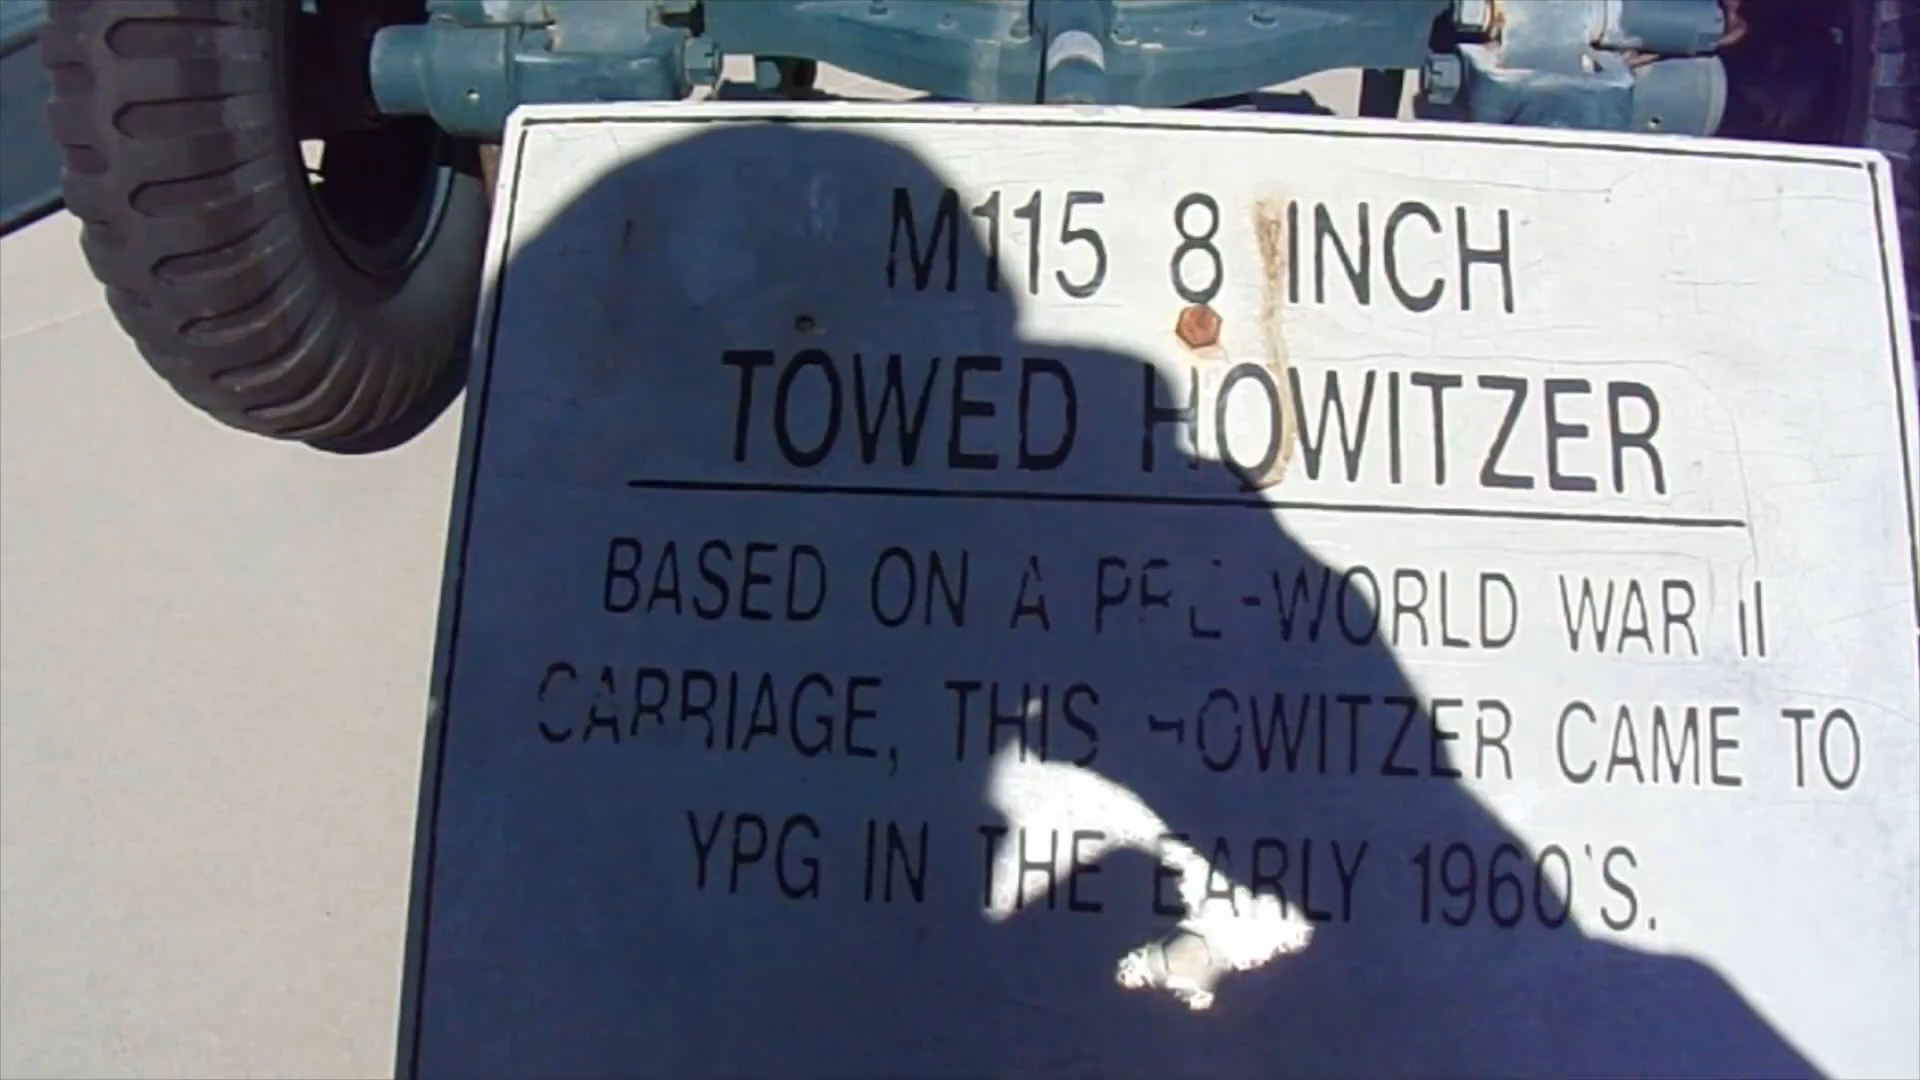 M115 8 INCH
TOWED HOWITZER
BASED ON A PRE-WORLD WAR II
CARRIAGE, THIS HOWITZER CAME TO
YPG IN THE EARLY 1960'S.